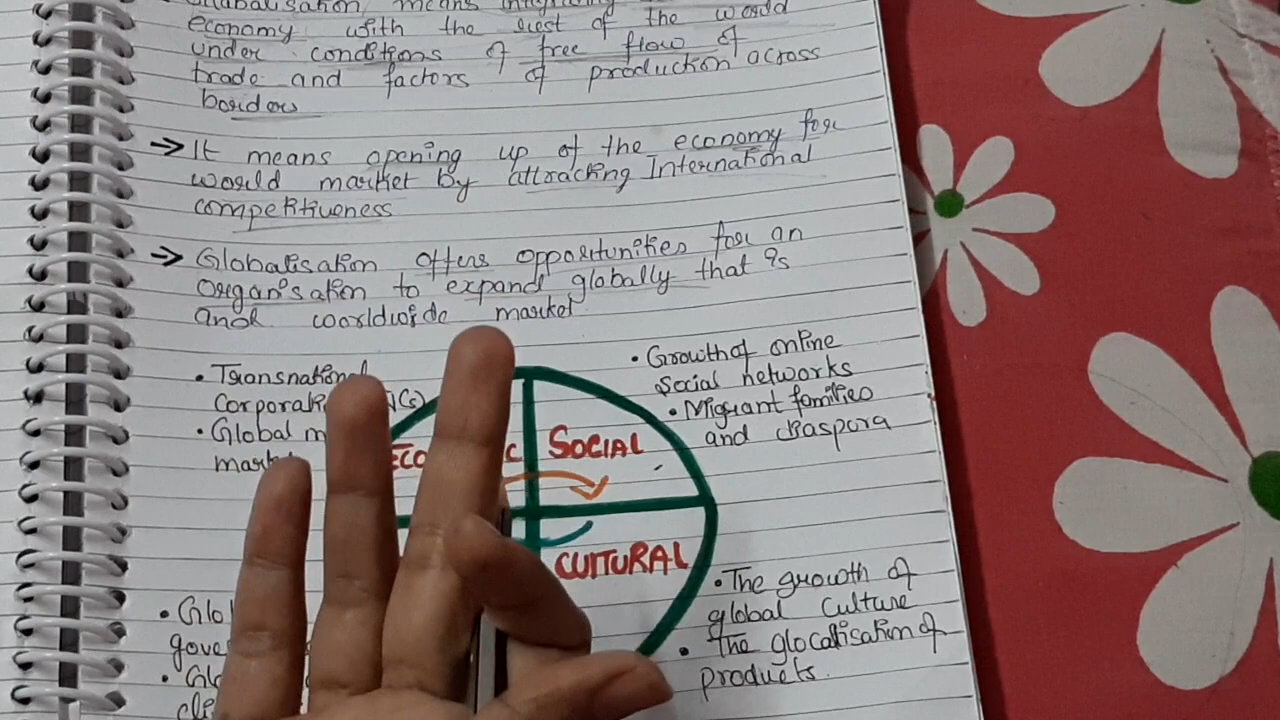 Globalisation means
economy with the rest of the world
under conditions of free flow of
trade and factors of production across
borders
→ It means opening up of the economy for
world market by attracting International
competitiveness
→ Globalisation offers opportunities for an
Organisation to expand globally that is
and worldwide market
• Transnational
• Global
• Growth of online
Social networks
• Migrant families
and diaspora
SOCIAL
CULTURAL
• The growth of
global Culture
• The glocalisation of
products.